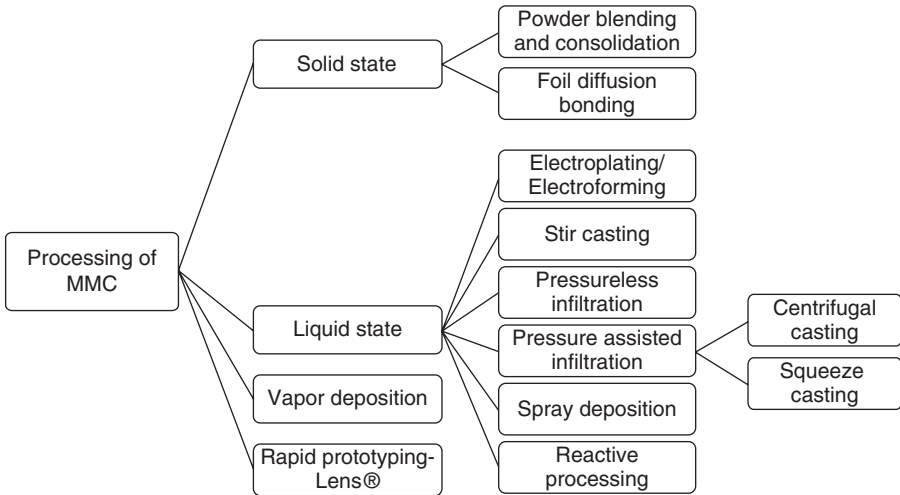 Processing of
MMC
Solid state
Powder blending
and consolidation
Foil diffusion
bonding
Liquid state
Electroplating/
Electroforming
Stir casting
Pressureless
infiltration
Pressure assisted
infiltration
Centrifugal
casting
Squeeze
casting
Spray deposition
Reactive
processing
Vapor deposition
Rapid prototyping-
Lens®